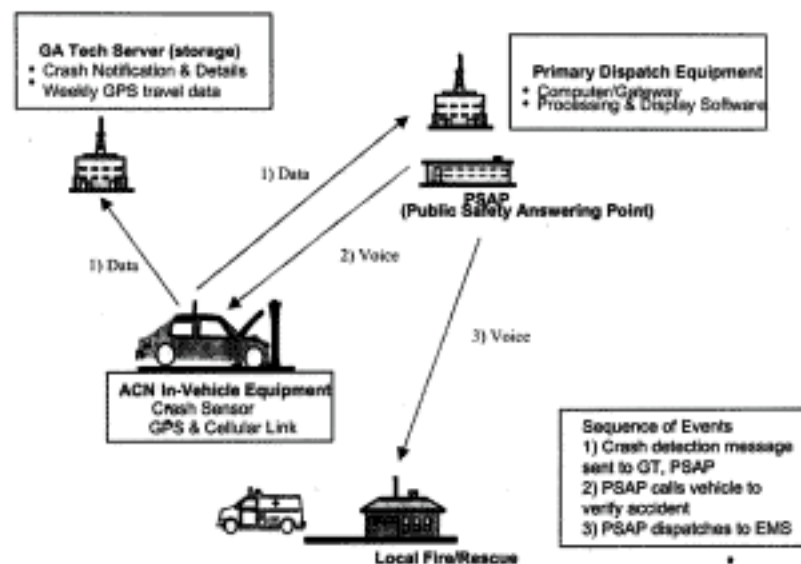 GA Tech Server (storage)
• Crash Notification & Details
• Weekly GPS travel data
Primary Dispatch Equipment
• Computer/Gateway
• Processing & Display Software
1) Data
PSAP
(Public Safety Answering Point)
2) Voice
1) Data
3) Voice
ACN In-Vehicle Equipment
Crash Sensor
GPS & Cellular Link
Sequence of Events
1) Crash detection message
sent to GT, PSAP
2) PSAP calls vehicle to
verify accident
3) PSAP dispatches to EMS
Local Fire/Rescue